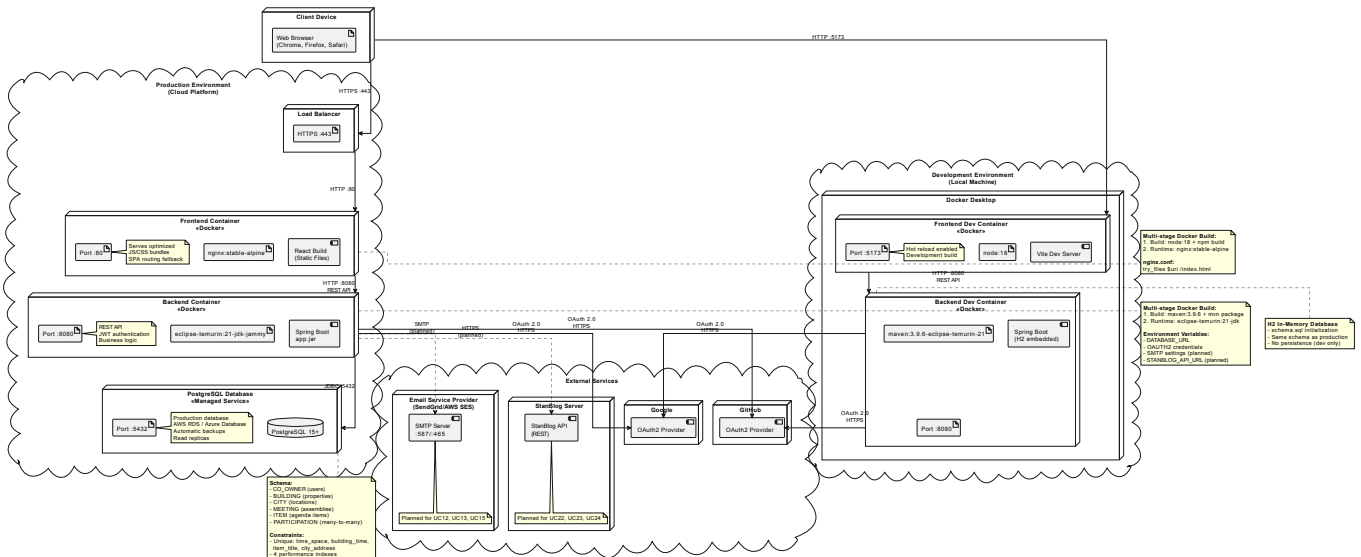 Client Device
Web Browser
(Chrome, Firefox, Safari)
HTTP :5173
Production Environment
(Cloud Platform)
HTTPS :443
Load Balancer
HTTPS :443
HTTP :80
Frontend Container
«Docker»
Port :80
Serves optimized
JS/CSS bundles
SPA routing fallback
nginx:stable-alpine
React Build
(Static Files)
HTTP :8080
REST API
Backend Container
«Docker»
Port :8080
REST API
JWT authentication
Business logic
eclipse-temurin:21-jdk-jammy
Spring Boot
app.jar
SMTP
(planned)
HTTPS
(planned)
OAuth 2.0
HTTPS
OAuth 2.0
HTTPS
JDBC :5432
PostgreSQL Database
«Managed Service»
Port :5432
Production database
AWS RDS / Azure Database
Automatic backups
Read replicas
PostgreSQL 15+
Schema:
- CO_OWNER (users)
- BUILDING (properties)
- CITY (locations)
- MEETING (assemblies)
- ITEM (agenda items)
- PARTICIPATION (many-to-many)
Constraints:
- Unique: time_space, building_time,
item_title, city_address
- 4 performance indexes
External Services
Email Service Provider
(SendGrid/AWS SES)
SMTP Server
:587/:465
Planned for UC12, UC13, UC15
StanBlog Server
StanBlog API
(REST)
Planned for UC22, UC23, UC24
Google
OAuth2 Provider
GitHub
OAuth2 Provider
OAuth 2.0
HTTPS
OAuth 2.0
HTTPS
Development Environment
(Local Machine)
Docker Desktop
Frontend Dev Container
«Docker»
Port :5173
Hot reload enabled
Development build
node:18
Vite Dev Server
HTTP :8080
REST API
Backend Dev Container
«Docker»
maven:3.9.6-eclipse-temurin-21
Spring Boot
(H2 embedded)
Port :8080
Multi-stage Docker Build:
1. Build: node:18 + npm build
2. Runtime: nginx:stable-alpine
nginx.conf:
try_files $uri /index.html
Multi-stage Docker Build:
1. Build: maven:3.9.6 + mvn package
2. Runtime: eclipse-temurin:21-jdk
Environment Variables:
- DATABASE_URL
- OAUTH2 credentials
- SMTP settings (planned)
- STANBLOG_API_URL (planned)
H2 In-Memory Database
- schema.sql initialization
- Same schema as production
- No persistence (dev only)